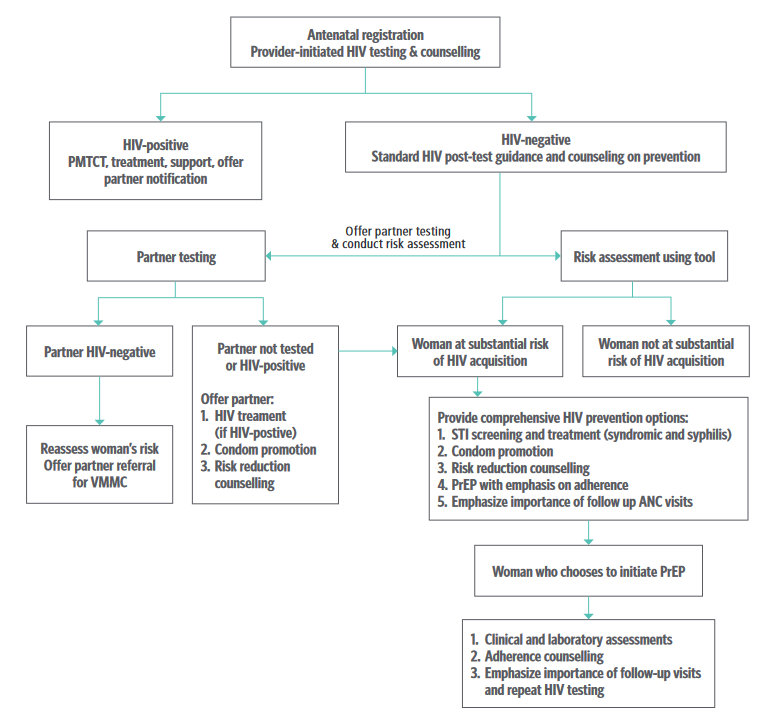 Antenatal registration
Provider-initiated HIV testing & counselling
HIV-positive
PMTCT, treatment, support, offer
partner notification
HIV-negative
Standard HIV post-test guidance and counseling on prevention
Offer partner testing
& conduct risk assessment
Partner testing
Risk assessment using tool
Partner HIV-negative
Partner not tested
or HIV-positive
Offer partner:
1. HIV treament
(if HIV-postive)
2. Condom promotion
3. Risk reduction
counselling
Woman at substantial risk
of HIV acquisition
Woman not at substantial
risk of HIV acquisition
Reassess woman's risk
Offer partner referral
for VMMC
Provide comprehensive HIV prevention options:
1. STI screening and treatment (syndromic and syphilis)
2. Condom promotion
3. Risk reduction counselling
4. PrEP with emphasis on adherence
5. Emphasize importance of follow up ANC visits
Woman who chooses to initiate PrEP
1. Clinical and laboratory assessments
2. Adherence counselling
3. Emphasize importance of follow-up visits
and repeat HIV testing